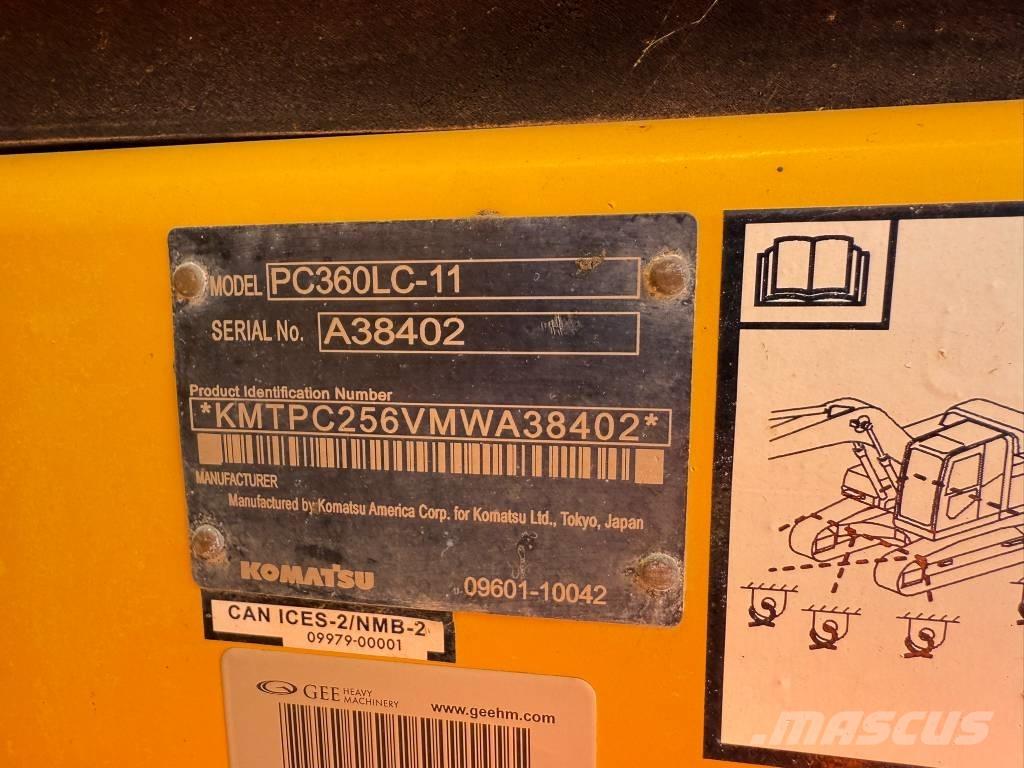 MODEL PC360LC-11
SERIAL No. A38402
Product Identification Number
*KMTPC256VMWA38402*
MANUFACTURER
Manufactured by Komatsu America Corp. for Komatsu Ltd., Tokyo, Japan
KOMATSU 09601-10042
CAN ICES-2/NMB-2
09979-00001
GEE HEAVY MACHINERY www.geehm.com
MASCUS